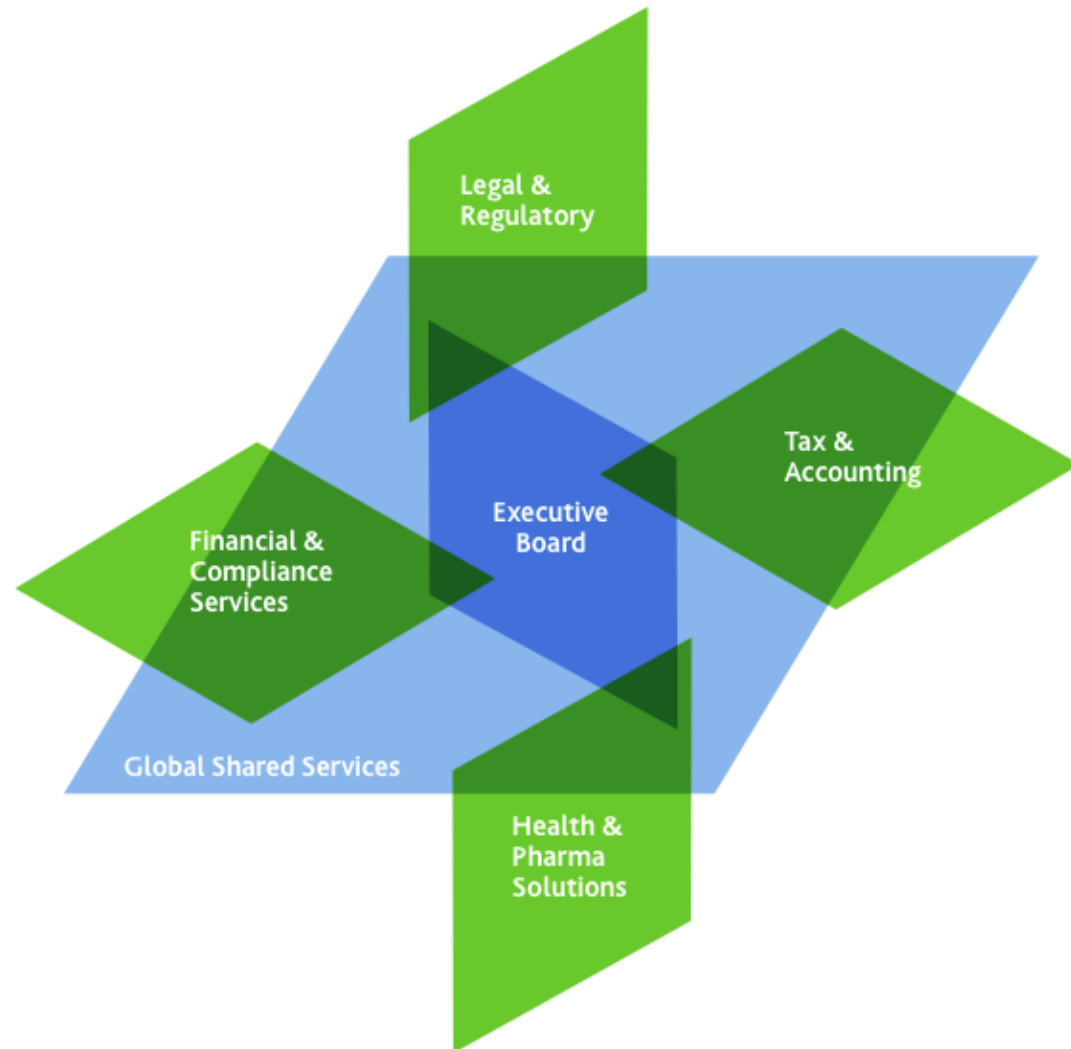 Legal &
Regulatory
Tax &
Accounting
Executive
Board
Financial &
Compliance
Services
Global Shared Services
Health &
Pharma
Solutions